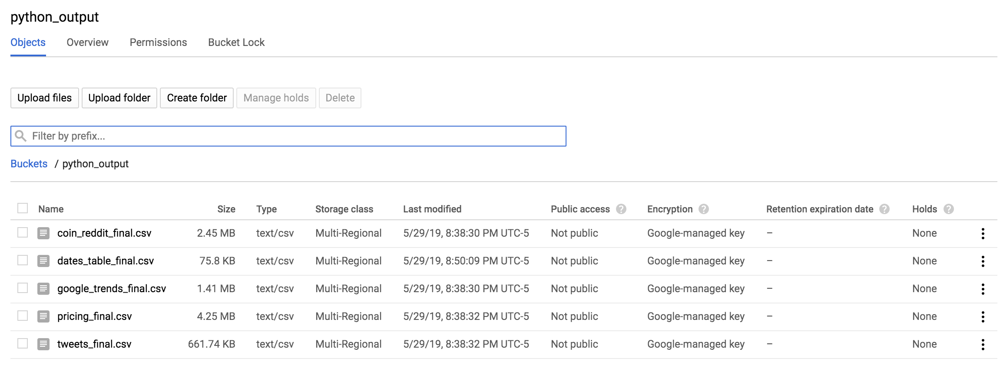 python_output
Objects Overview Permissions Bucket Lock
Upload files Upload folder Create folder Manage holds Delete
Filter by prefix...
Buckets / python_output
Name Size Type Storage class Last modified Public access ? Encryption ? Retention expiration date ? Holds ?
coin_reddit_final.csv 2.45 MB text/csv Multi-Regional 5/29/19, 8:38:30 PM UTC-5 Not public Google-managed key – None
dates_table_final.csv 75.8 KB text/csv Multi-Regional 5/29/19, 8:50:09 PM UTC-5 Not public Google-managed key – None
google_trends_final.csv 1.41 MB text/csv Multi-Regional 5/29/19, 8:38:30 PM UTC-5 Not public Google-managed key – None
pricing_final.csv 4.25 MB text/csv Multi-Regional 5/29/19, 8:38:32 PM UTC-5 Not public Google-managed key – None
tweets_final.csv 661.74 KB text/csv Multi-Regional 5/29/19, 8:38:32 PM UTC-5 Not public Google-managed key – None